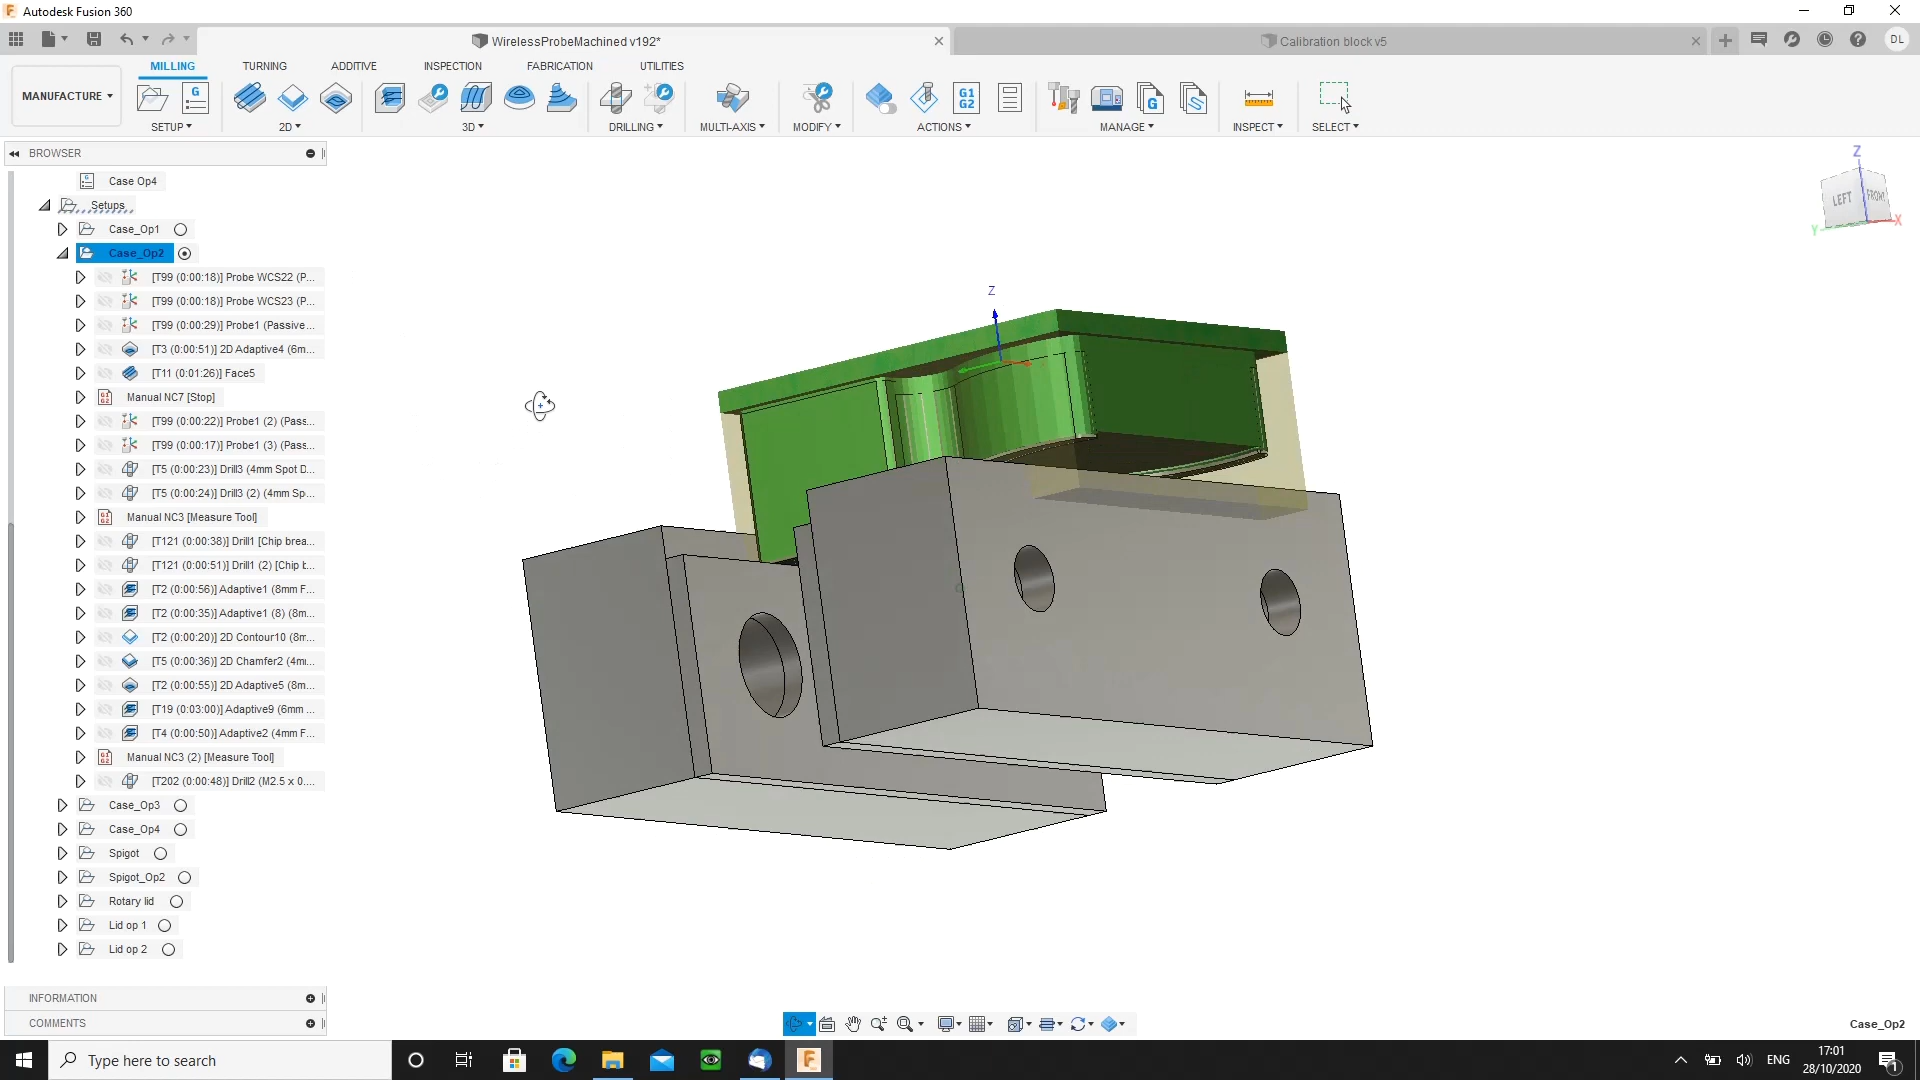 Autodesk Fusion 360
WirelessProbeMachined v192*
Calibration block v5
DL
MILLING
TURNING
ADDITIVE
INSPECTION
FABRICATION
UTILITIES
MANUFACTURE
SETUP
2D
3D
DRILLING
MULTI-AXIS
MODIFY
ACTIONS
MANAGE
INSPECT
SELECT
G1
G2
BROWSER
Case Op4
Setups
Case_Op1
Case_Op2
[T99 (0:00:18)] Probe WCS22 (P...
[T99 (0:00:18)] Probe WCS23 (P...
[T99 (0:00:29)] Probe1 (Passive...
[T3 (0:00:51)] 2D Adaptive4 (6m...
[T11 (0:01:26)] Face5
Manual NC7 [Stop]
[T99 (0:00:22)] Probe1 (2) (Pass...
[T99 (0:00:17)] Probe1 (3) (Pass...
[T5 (0:00:23)] Drill3 (4mm Spot D...
[T5 (0:00:24)] Drill3 (2) (4mm Sp...
Manual NC3 [Measure Tool]
[T121 (0:00:38)] Drill1 [Chip brea...
[T121 (0:00:51)] Drill1 (2) [Chip b...
[T2 (0:00:56)] Adaptive1 (8mm F...
[T2 (0:00:35)] Adaptive1 (8) (8m...
[T2 (0:00:20)] 2D Contour10 (8m...
[T5 (0:00:36)] 2D Chamfer2 (4m...
[T2 (0:00:55)] 2D Adaptive5 (8m...
[T19 (0:03:00)] Adaptive9 (6mm ...
[T4 (0:00:50)] Adaptive2 (4mm F...
Manual NC3 (2) [Measure Tool]
[T202 (0:00:48)] Drill2 (M2.5 x 0....
Case_Op3
Case_Op4
Spigot
Spigot_Op2
Rotary lid
Lid op 1
Lid op 2
INFORMATION
COMMENTS
Z
Z
LEFT
FRONT
Y
X
Case_Op2
Type here to search
ENG
17:01
28/10/2020
1